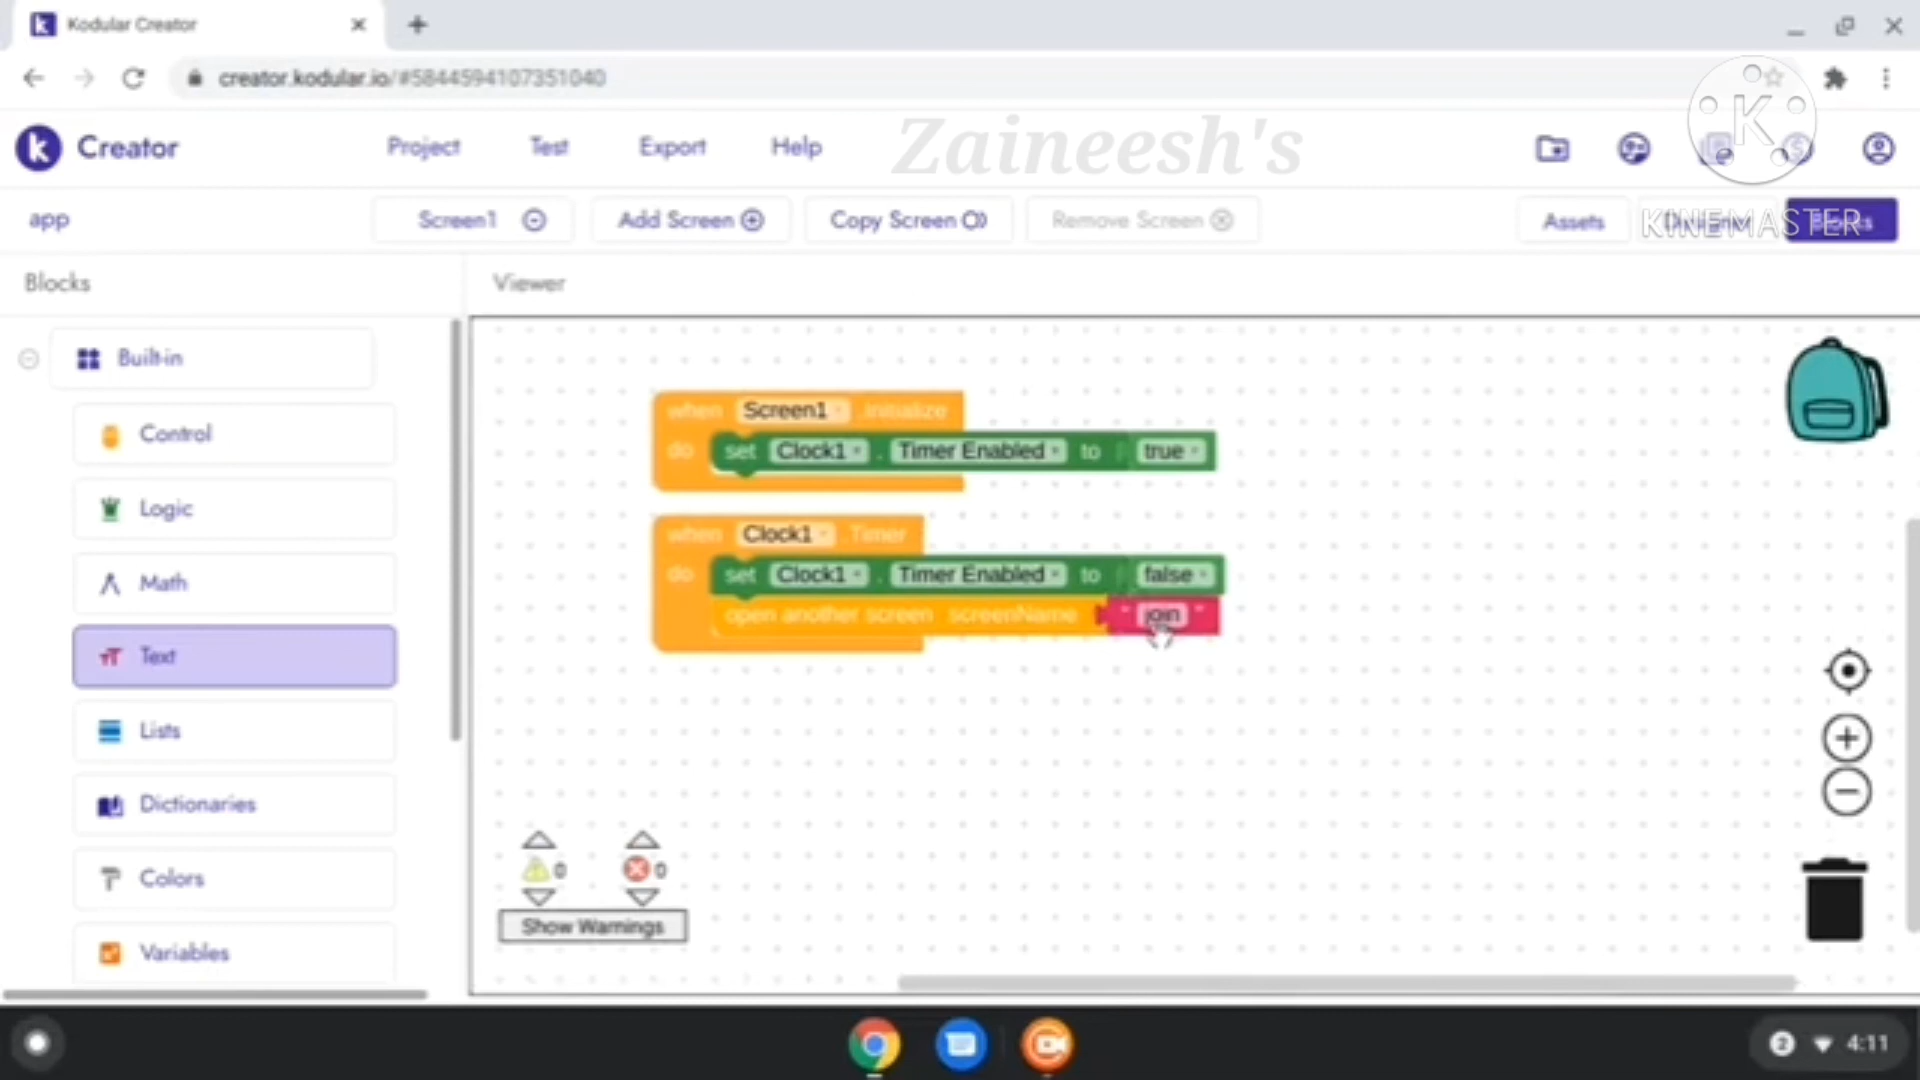 Kodular Creator
creator.kodular.io/#5844594107351040
Creator
Project
Test
Export
Help
Zaineesh's
K
app
Screen1
Add Screen
Copy Screen
Remove Screen
Assets
KINEMASTER
Blocks
Viewer
Built-in
Control
Logic
Math
Text
Lists
Dictionaries
Colors
Variables
when Screen1 .Initialize
do set Clock1 . Timer Enabled to true
when Clock1 .Timer
do set Clock1 . Timer Enabled to false
open another screen screenName " join "
0
0
Show Warnings
2
4:11